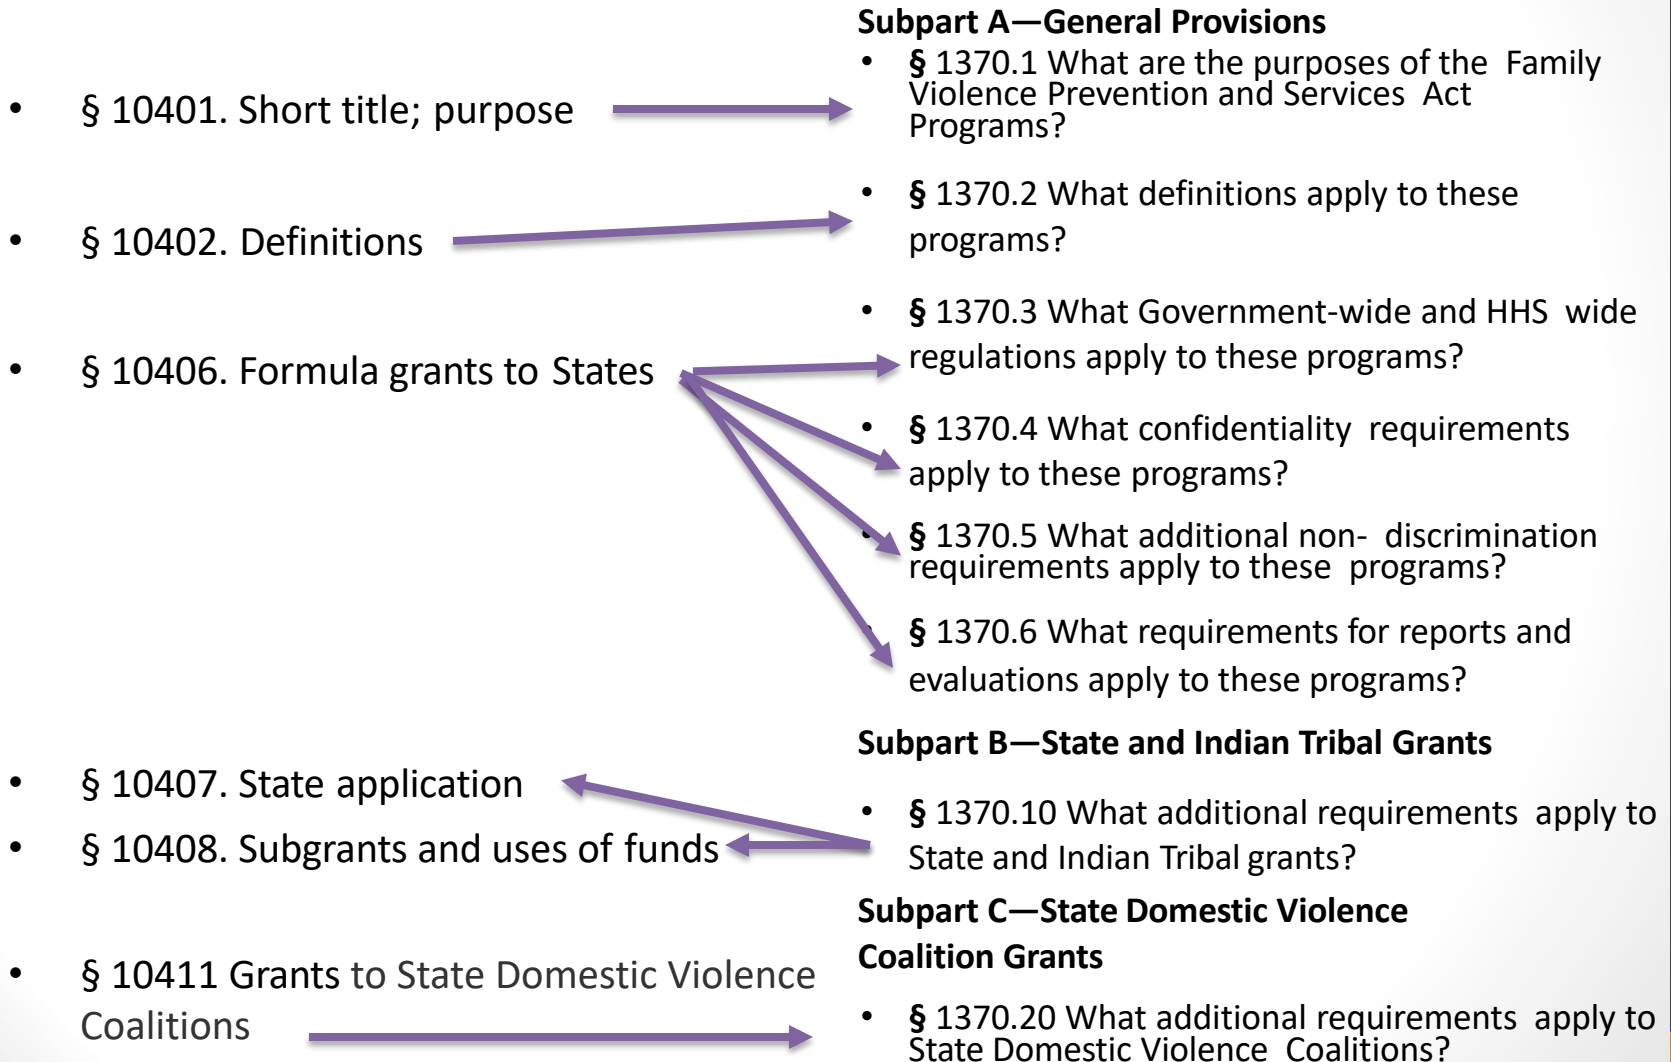 • § 10401. Short title; purpose
• § 10402. Definitions
• § 10406. Formula grants to States
• § 10407. State application
• § 10408. Subgrants and uses of funds
• § 10411 Grants to State Domestic Violence
Coalitions
Subpart A—General Provisions
• § 1370.1 What are the purposes of the Family
Violence Prevention and Services Act
Programs?
• § 1370.2 What definitions apply to these
programs?
• § 1370.3 What Government-wide and HHS wide
regulations apply to these programs?
• § 1370.4 What confidentiality requirements
apply to these programs?
• § 1370.5 What additional non- discrimination
requirements apply to these programs?
• § 1370.6 What requirements for reports and
evaluations apply to these programs?
Subpart B—State and Indian Tribal Grants
• § 1370.10 What additional requirements apply to
State and Indian Tribal grants?
Subpart C—State Domestic Violence
Coalition Grants
• § 1370.20 What additional requirements apply to
State Domestic Violence Coalitions?